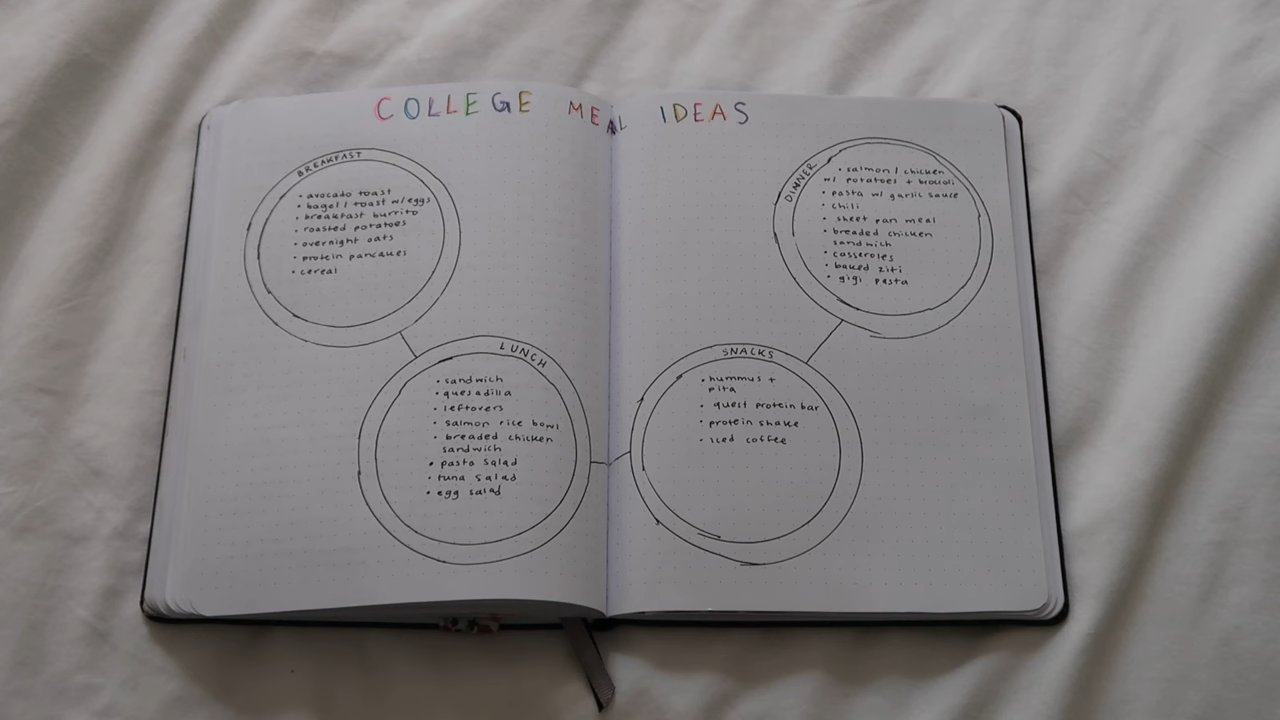 COLLEGE MEAL IDEAS
BREAKFAST
• avocado toast
• bagel / toast w/eggs
• breakfast burrito
• roasted potatoes
• overnight oats
• protein pancakes
• cereal
LUNCH
• sandwich
• quesadilla
• leftovers
• salmon rice bowl
• breaded chicken
sandwich
• pasta salad
• tuna salad
• egg salad
SNACKS
• hummus +
pita
• quest protein bar
• protein shake
• iced coffee
DINNER
• salmon / chicken
w/ potatoes + broccoli
• pasta w/ garlic sauce
• chili
• sheet pan meal
• breaded chicken
sandwich
• casseroles
• baked ziti
• gigi pasta